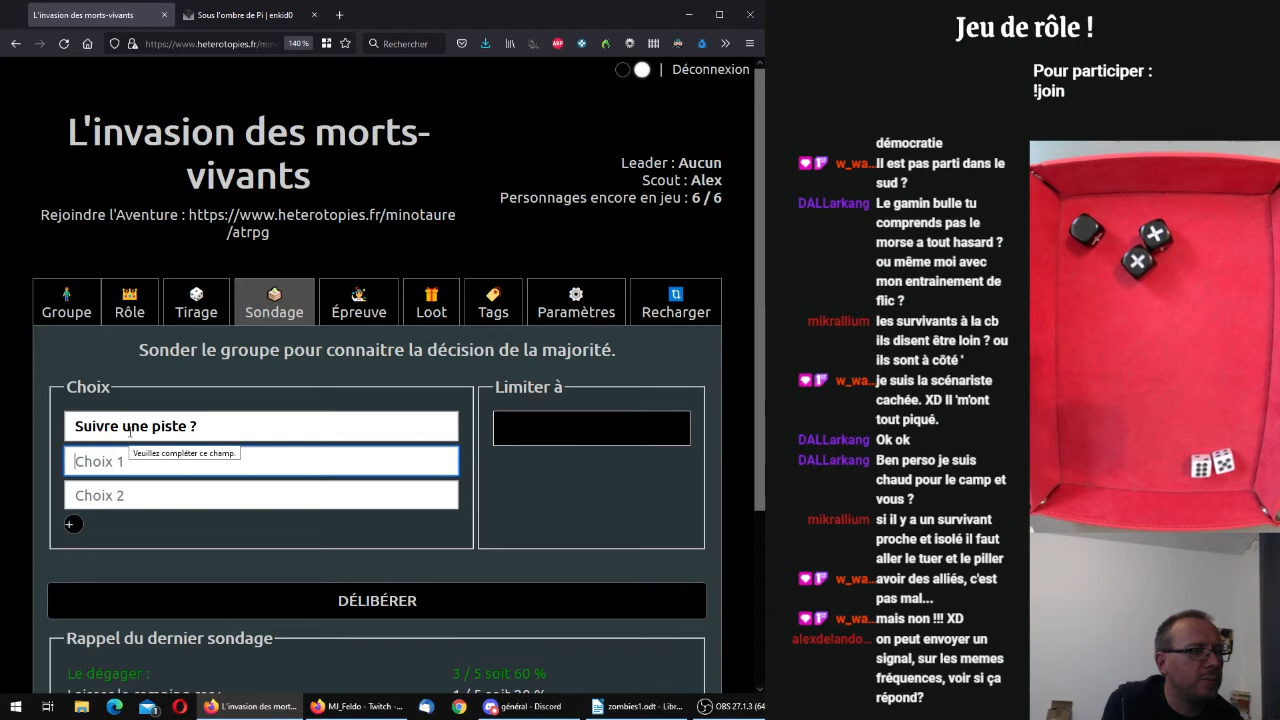 L'invasion des morts-vivants
Sous l'ombre de Pi | enkid0
https://www.heterotopies.fr/min
140 %
Rechercher
Déconnexion
L'invasion des morts-
vivants
Rejoindre l'Aventure : https://www.heterotopies.fr/minotaure
/atrpg
Leader : Aucun
Scout : Alex
Personnages encore en jeu : 6 / 6
Groupe
Rôle
Tirage
Sondage
Épreuve
Loot
Tags
Paramètres
Recharger
Sonder le groupe pour connaitre la décision de la majorité.
Choix
Suivre une piste ?
Choix 1
Veuillez compléter ce champ.
Choix 2
+
Limiter à
DÉLIBÉRER
Rappel du dernier sondage
Le dégager :
3 / 5 soit 60 %
L'invasion des mort...
MJ_Feldo - Twitch -...
général - Discord
zombies1.odt - Libr...
OBS 27.1.3 (64
Jeu de rôle !
Pour participer :
!join
démocratie
w_wa... Il est pas parti dans le
sud ?
DALLarkang Le gamin bulle tu
comprends pas le
morse a tout hasard ?
ou même moi avec
mon entrainement de
flic ?
mikrallium les survivants à la cb
ils disent être loin ? ou
ils sont à côté '
w_wa... je suis la scénariste
cachée. XD Il 'm'ont
tout piqué.
DALLarkang Ok ok
DALLarkang Ben perso je suis
chaud pour le camp et
vous ?
mikrallium si il y a un survivant
proche et isolé il faut
aller le tuer et le piller
w_wa... avoir des alliés, c'est
pas mal...
w_wa... mais non !!! XD
alexdelando... on peut envoyer un
signal, sur les memes
fréquences, voir si ça
répond?